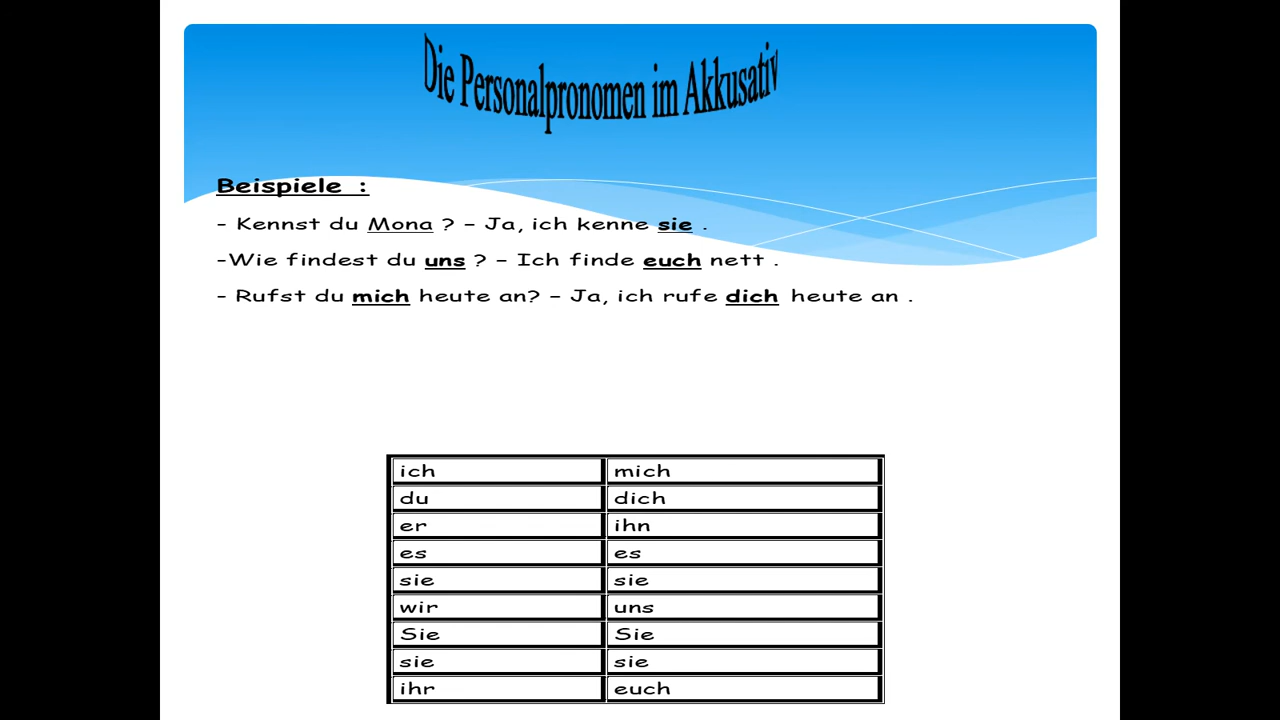 Die Personalpronomen im Akkusativ
Beispiele :
- Kennst du Mona ? – Ja, ich kenne sie .
-Wie findest du uns ? – Ich finde euch nett .
- Rufst du mich heute an? – Ja, ich rufe dich heute an .
ich mich
du dich
er ihn
es es
sie sie
wir uns
Sie Sie
sie sie
ihr euch